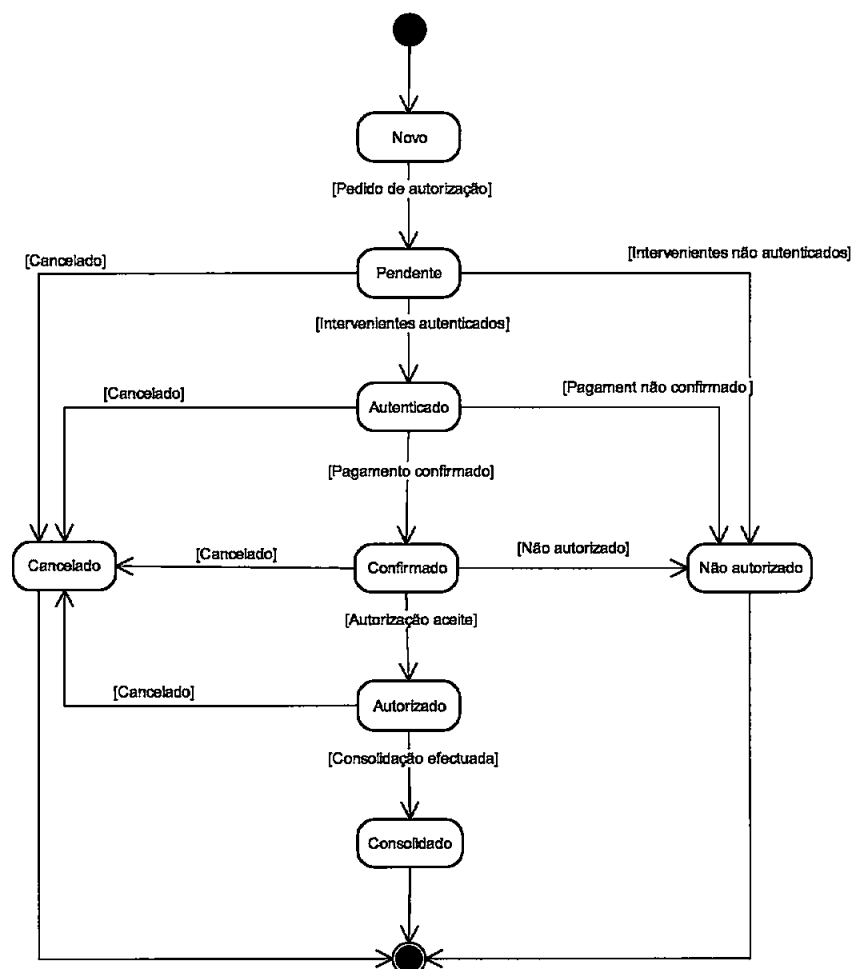 Novo
[Pedido de autorização]
[Cancelado]
[Intervenientes não autenticados]
Pendente
[Intervenientes autenticados]
[Cancelado]
[Pagament não confirmado]
Autenticado
[Pagamento confirmado]
[Cancelado]
[Não autorizado]
Cancelado
Confirmado
Não autorizado
[Autorização aceite]
[Cancelado]
Autorizado
[Consolidação efectuada]
Consolidado